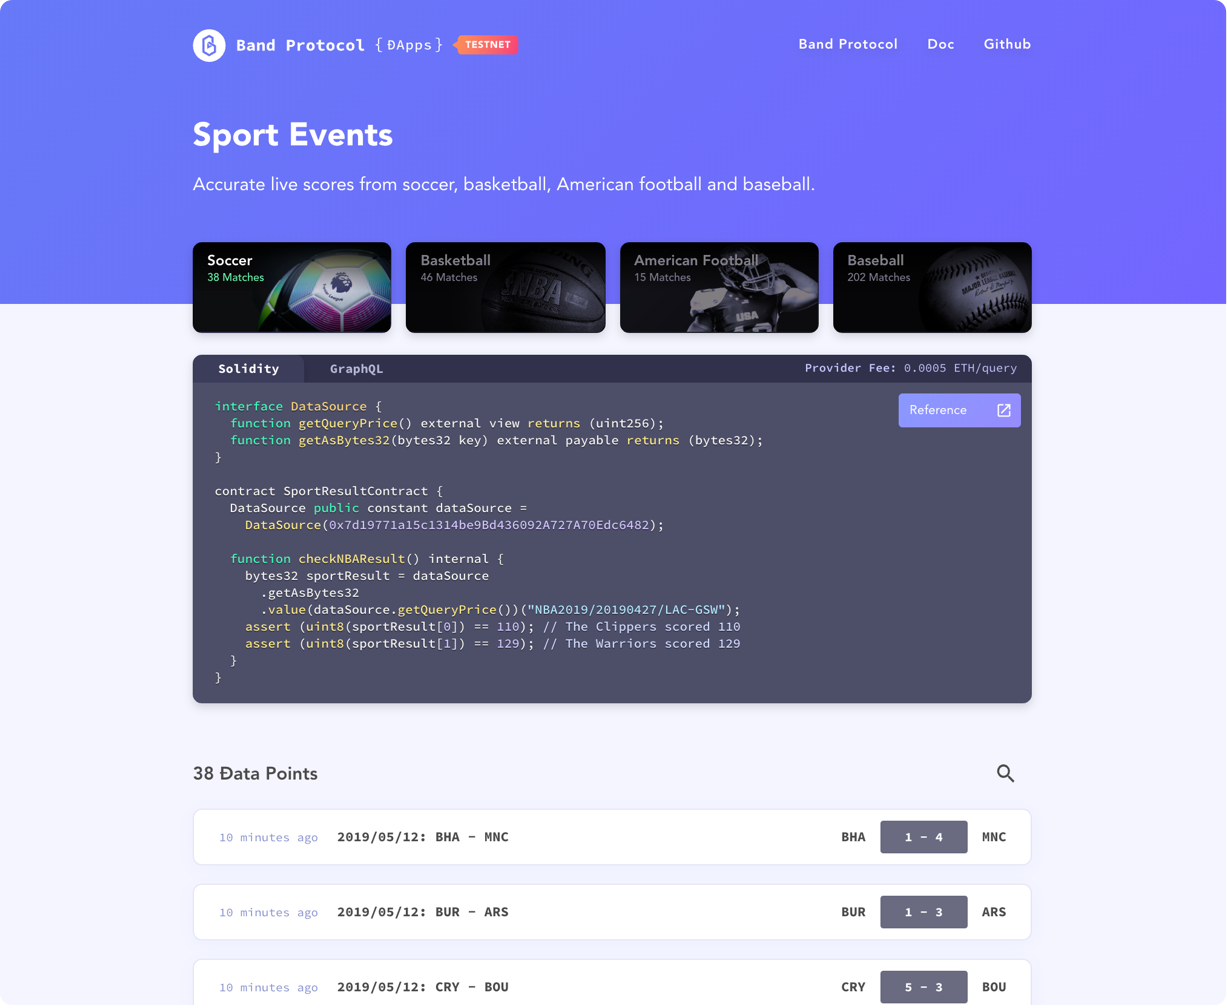 Band Protocol { ÐApps } TESTNET
Band Protocol Doc Github
Sport Events
Accurate live scores from soccer, basketball, American football and baseball.
Soccer
38 Matches
Basketball
46 Matches
NBA
American Football
15 Matches
USA
Baseball
202 Matches
Solidity GraphQL Provider Fee: 0.0005 ETH/query
Reference
interface DataSource {
function getQueryPrice() external view returns (uint256);
function getAsBytes32(bytes32 key) external payable returns (bytes32);
}
contract SportResultContract {
DataSource public constant dataSource =
DataSource(0x7d19771a15c1314be9Bd436092A727A70Edc6482);
function checkNBAResult() internal {
bytes32 sportResult = dataSource
.getAsBytes32
.value(dataSource.getQueryPrice())("NBA2019/20190427/LAC-GSW");
assert (uint8(sportResult[0]) == 110); // The Clippers scored 110
assert (uint8(sportResult[1]) == 129); // The Warriors scored 129
}
}
38 Ðata Points
10 minutes ago 2019/05/12: BHA - MNC BHA 1 - 4 MNC
10 minutes ago 2019/05/12: BUR - ARS BUR 1 - 3 ARS
10 minutes ago 2019/05/12: CRY - BOU CRY 5 - 3 BOU